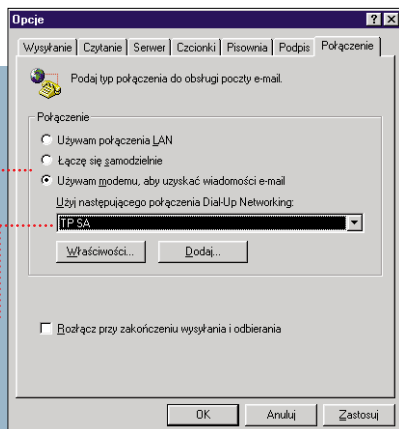 Opcje
Wysyłanie Czytanie Serwer Czcionki Pisownia Podpis Połączenie
Podaj typ połączenia do obsługi poczty e-mail.
Połączenie
Używam połączenia LAN
Łączę się samodzielnie
Używam modemu, aby uzyskać wiadomości e-mail
Użyj następującego połączenia Dial-Up Networking:
TP SA
Właściwości... Dodaj...
Rozłącz przy zakończeniu wysyłania i odbierania
OK Anuluj Zastosuj